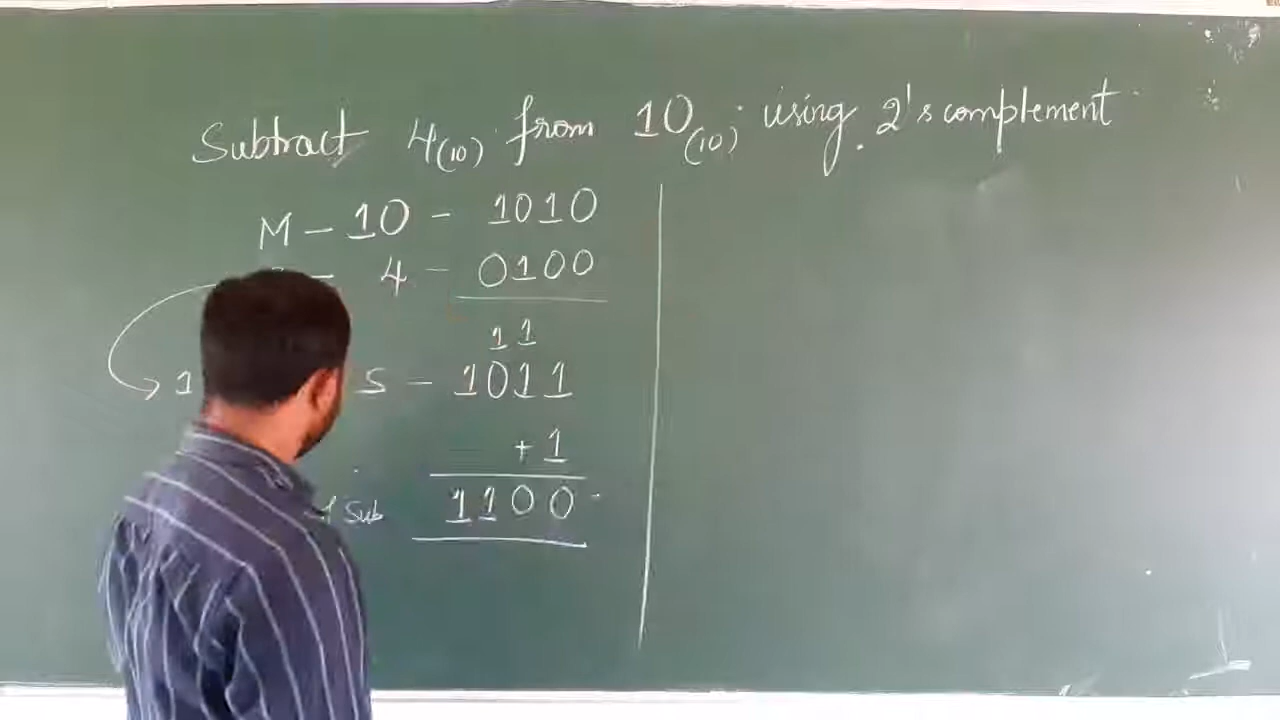 Subtract 4(10) from 10(10) using 2's complement
M - 10 - 1010
- 4 - 0100
11
1 S - 1011
+ 1
Sub 1100